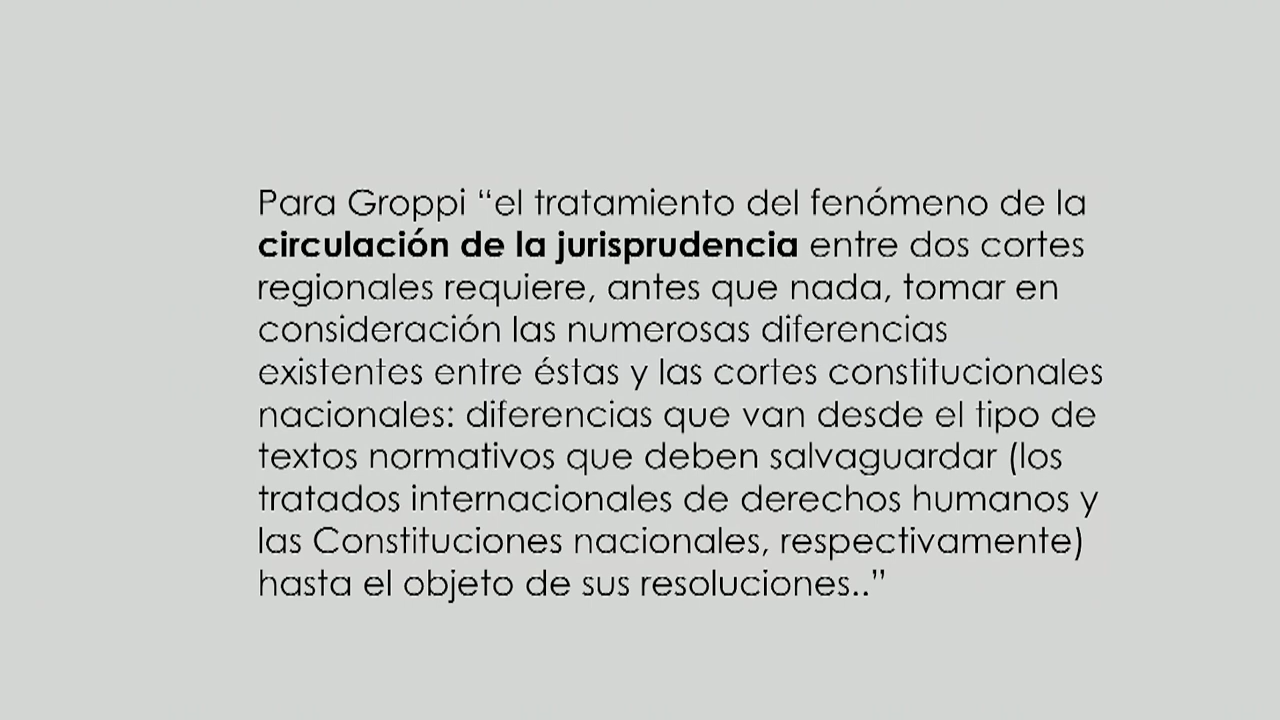 Para Groppi “el tratamiento del fenómeno de la
circulación de la jurisprudencia entre dos cortes
regionales requiere, antes que nada, tomar en
consideración las numerosas diferencias
existentes entre éstas y las cortes constitucionales
nacionales: diferencias que van desde el tipo de
textos normativos que deben salvaguardar (los
tratados internacionales de derechos humanos y
las Constituciones nacionales, respectivamente)
hasta el objeto de sus resoluciones..”